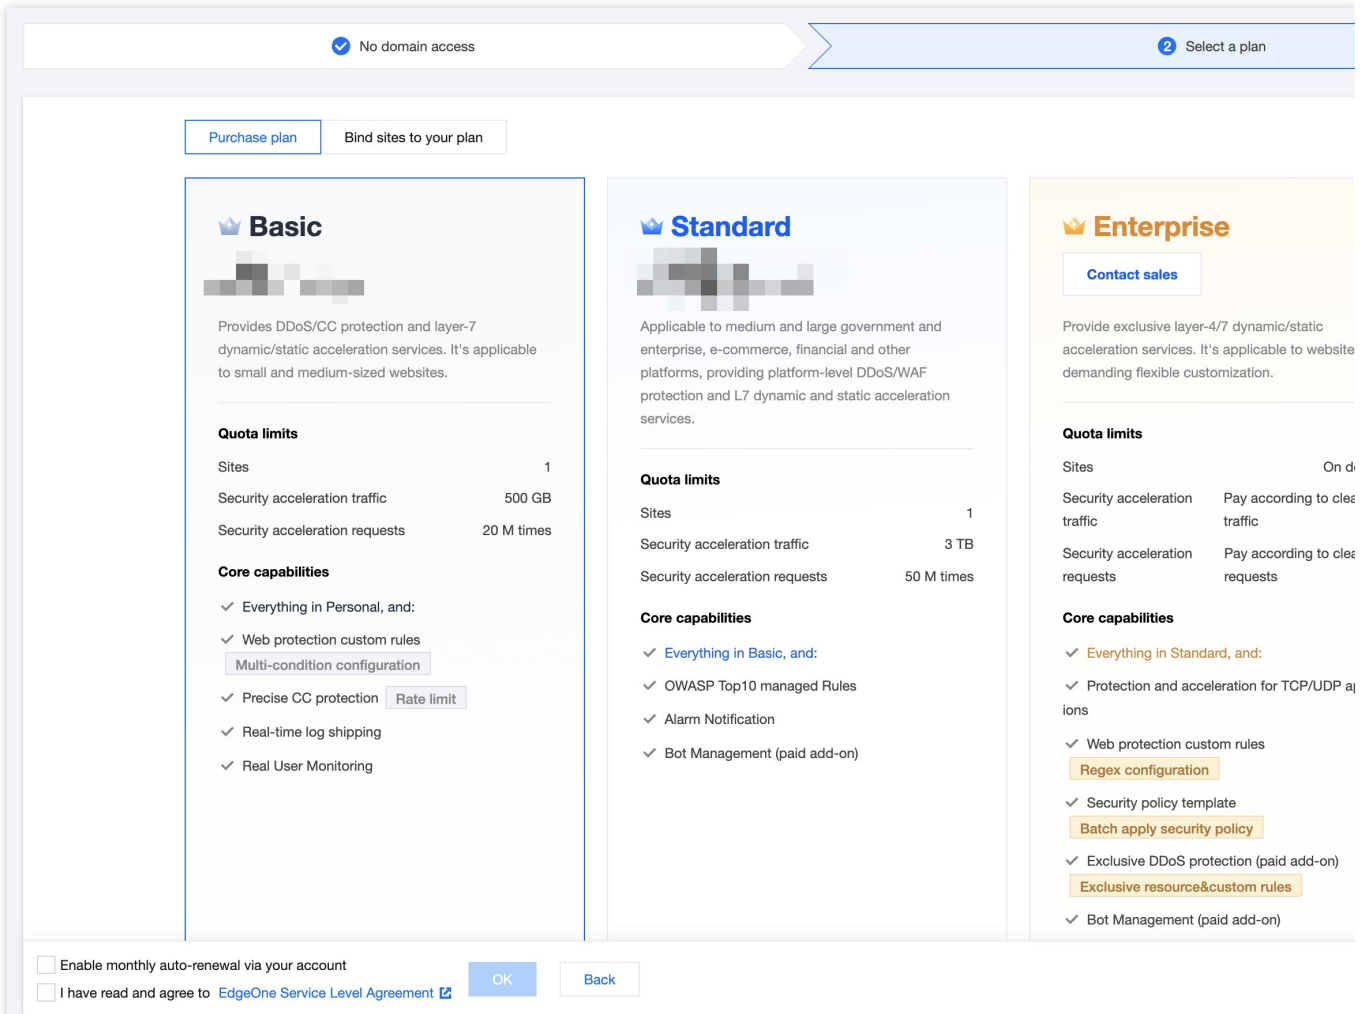 No domain access
2 Select a plan
Purchase plan
Bind sites to your plan
Basic
Provides DDoS/CC protection and layer-7
dynamic/static acceleration services. It's applicable
to small and medium-sized websites.
Quota limits
Sites 1
Security acceleration traffic 500 GB
Security acceleration requests 20 M times
Core capabilities
Everything in Personal, and:
Web protection custom rules
Multi-condition configuration
Precise CC protection Rate limit
Real-time log shipping
Real User Monitoring
Standard
Applicable to medium and large government and
enterprise, e-commerce, financial and other
platforms, providing platform-level DDoS/WAF
protection and L7 dynamic and static acceleration
services.
Quota limits
Sites 1
Security acceleration traffic 3 TB
Security acceleration requests 50 M times
Core capabilities
Everything in Basic, and:
OWASP Top10 managed Rules
Alarm Notification
Bot Management (paid add-on)
Enterprise
Contact sales
Provide exclusive layer-4/7 dynamic/static
acceleration services. It's applicable to website
demanding flexible customization.
Quota limits
Sites On
Security acceleration Pay according to
traffic traffic
Security acceleration Pay according to
requests requests
Core capabilities
Everything in Standard, and:
Protection and acceleration for TCP/UDP
ions
Web protection custom rules
Regex configuration
Security policy template
Batch apply security policy
Exclusive DDoS protection (paid add-on)
Exclusive resource&custom rules
Bot Management (paid add-on)
Enable monthly auto-renewal via your account
I have read and agree to EdgeOne Service Level Agreement
OK
Back